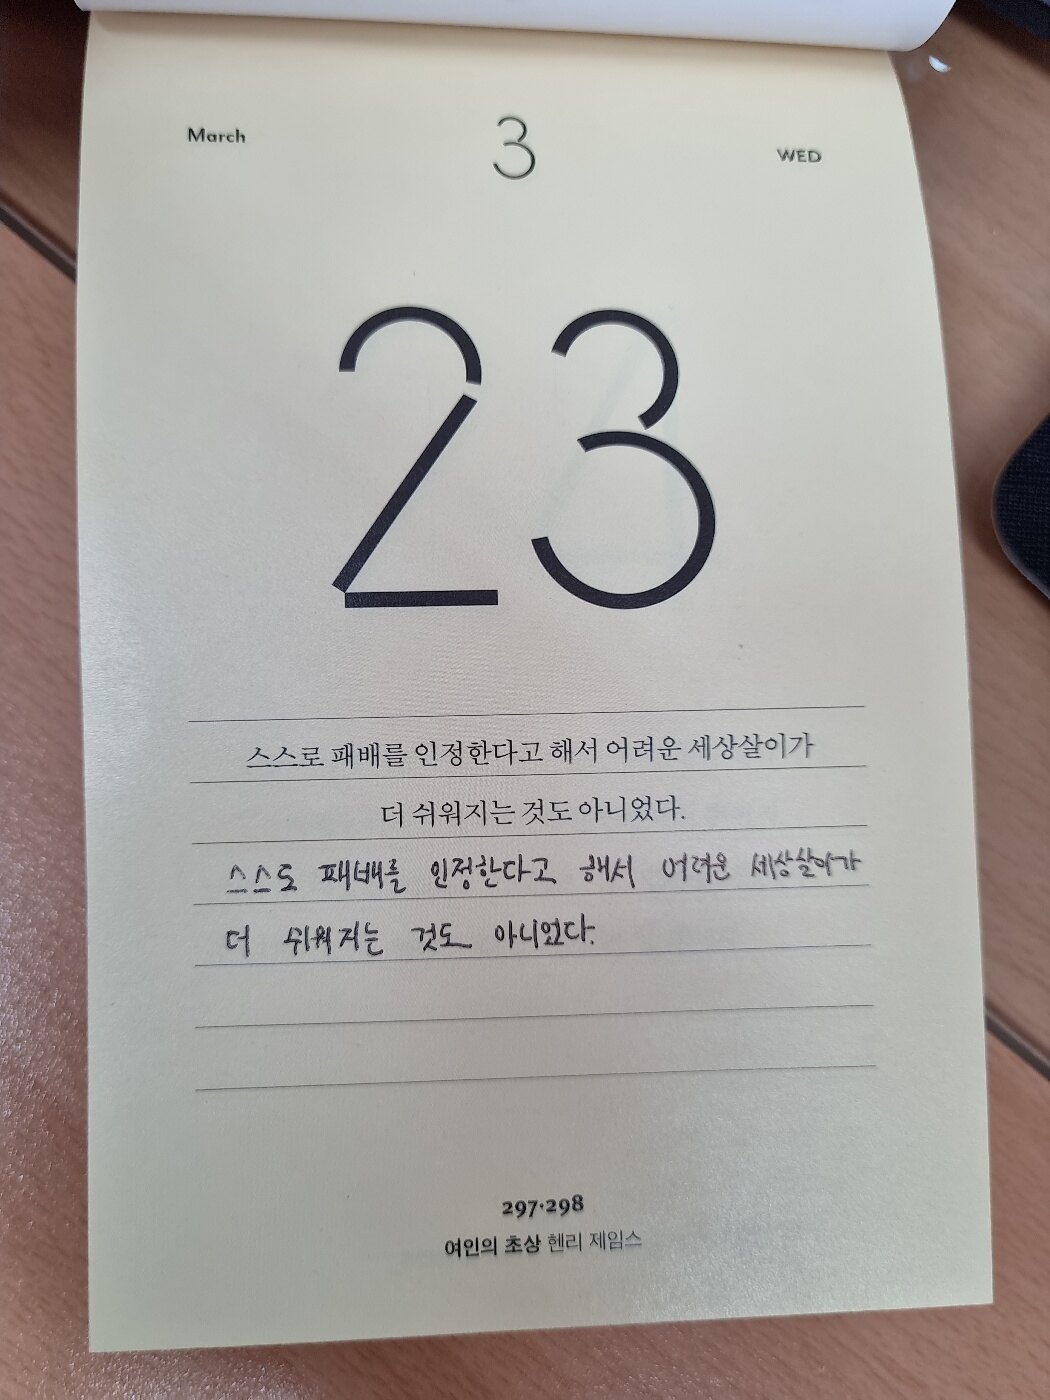 March
3
WED
23
스스로 패배를 인정한다고 해서 어려운 세상살이가
더 쉬워지는 것도 아니었다.
스스로 패배를 인정한다고 해서 어려운 세상살이가
더 쉬워지는 것도 아니었다.
297·298
여인의 초상 헨리 제임스